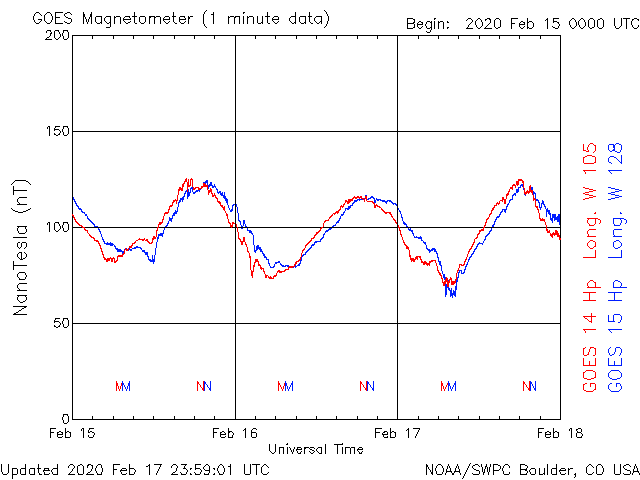 GOES Magnetometer (1 minute data)
Begin: 2020 Feb 15 0000 UTC
200
150
100
50
0
NanoTesla (nT)
M M N N M M N N M M N N
Feb 15 Feb 16 Feb 17 Feb 18
Universal Time
Updated 2020 Feb 17 23:59:01 UTC
NOAA/SWPC Boulder, CO USA
GOES 14 Hp Long. W 105
GOES 15 Hp Long. W 128